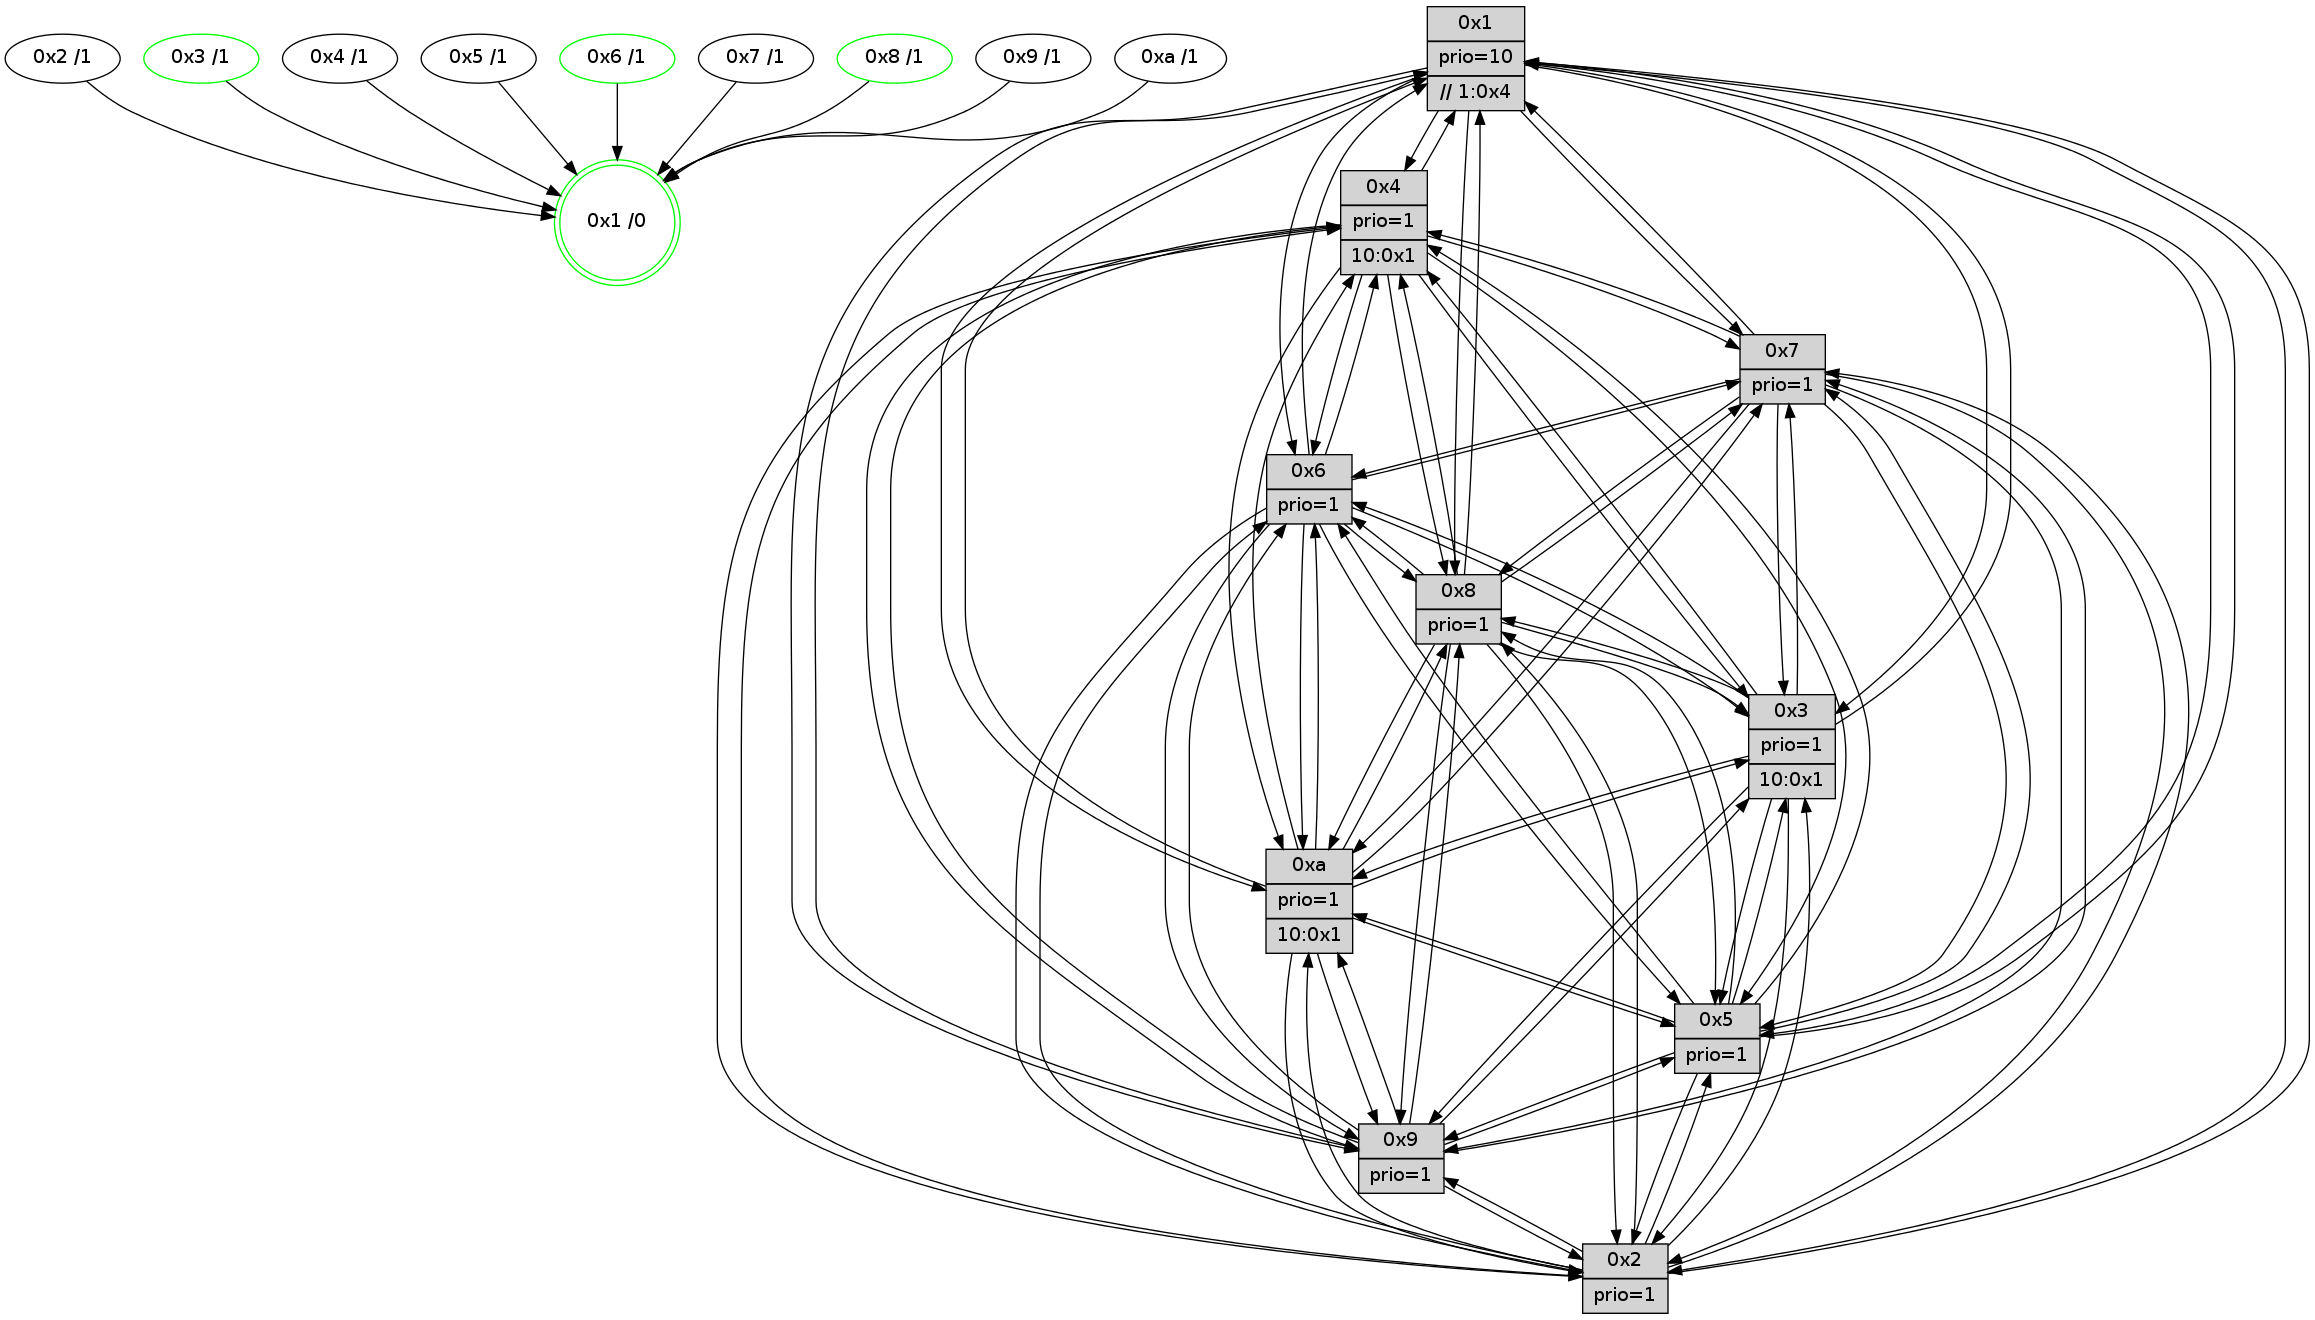 0x2 /1
0x3 /1
0x4 /1
0x5 /1
0x6 /1
0x7 /1
0x8 /1
0x9 /1
0xa /1
0x1 /0
0x1
prio=10
// 1:0x4
0x4
prio=1
10:0x1
0x7
prio=1
0x6
prio=1
0x8
prio=1
0x3
prio=1
10:0x1
0xa
prio=1
10:0x1
0x5
prio=1
0x9
prio=1
0x2
prio=1